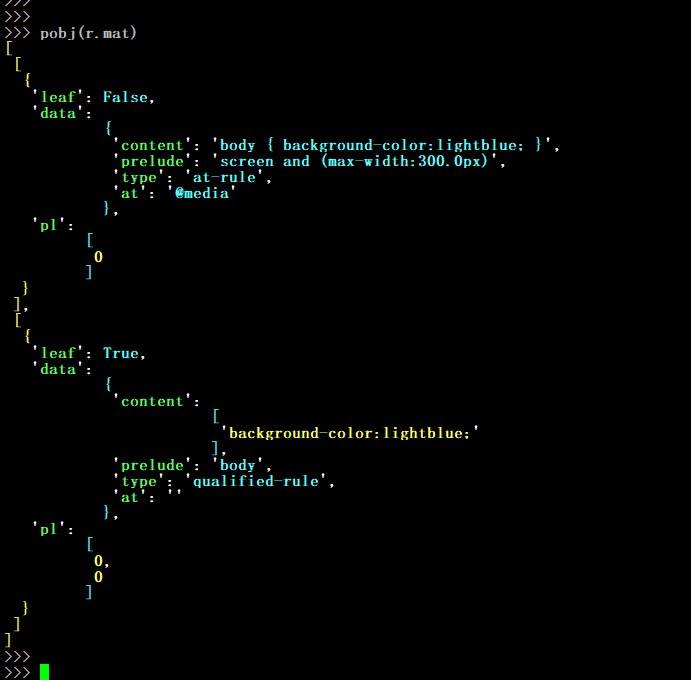 >>>
>>>
>>> pobj(r.mat)
[
 [
  {
   'leaf': False,
   'data':
            {
             'content': 'body { background-color:lightblue; }',
             'prelude': 'screen and (max-width:300.0px)',
             'type': 'at-rule',
             'at': '@media'
            },
   'pl':
          [
           0
          ]
  }
 ],
 [
  {
   'leaf': True,
   'data':
            {
             'content':
                         [
                          'background-color:lightblue;'
                         ],
             'prelude': 'body',
             'type': 'qualified-rule',
             'at': ''
            },
   'pl':
          [
           0,
           0
          ]
  }
 ]
]
>>>
>>>